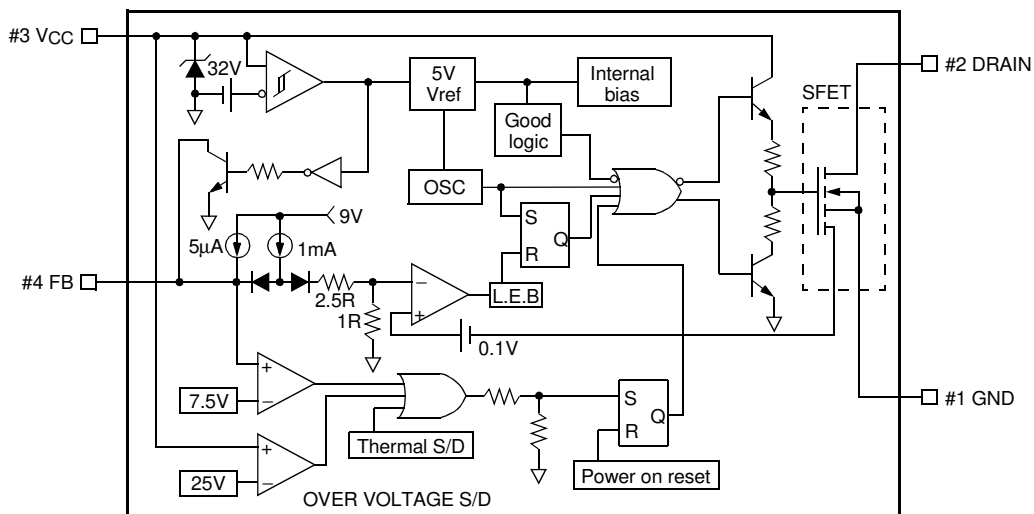 #3 VCC
32V
5V
Vref
Internal
bias
#2 DRAIN
SFET
Good
logic
OSC
9V
5µA
1mA
S
R
Q
#4 FB
2.5R
1R
−
+
L.E.B
0.1V
+
−
7.5V
Thermal S/D
S
R
Q
#1 GND
+
−
25V
Power on reset
OVER VOLTAGE S/D